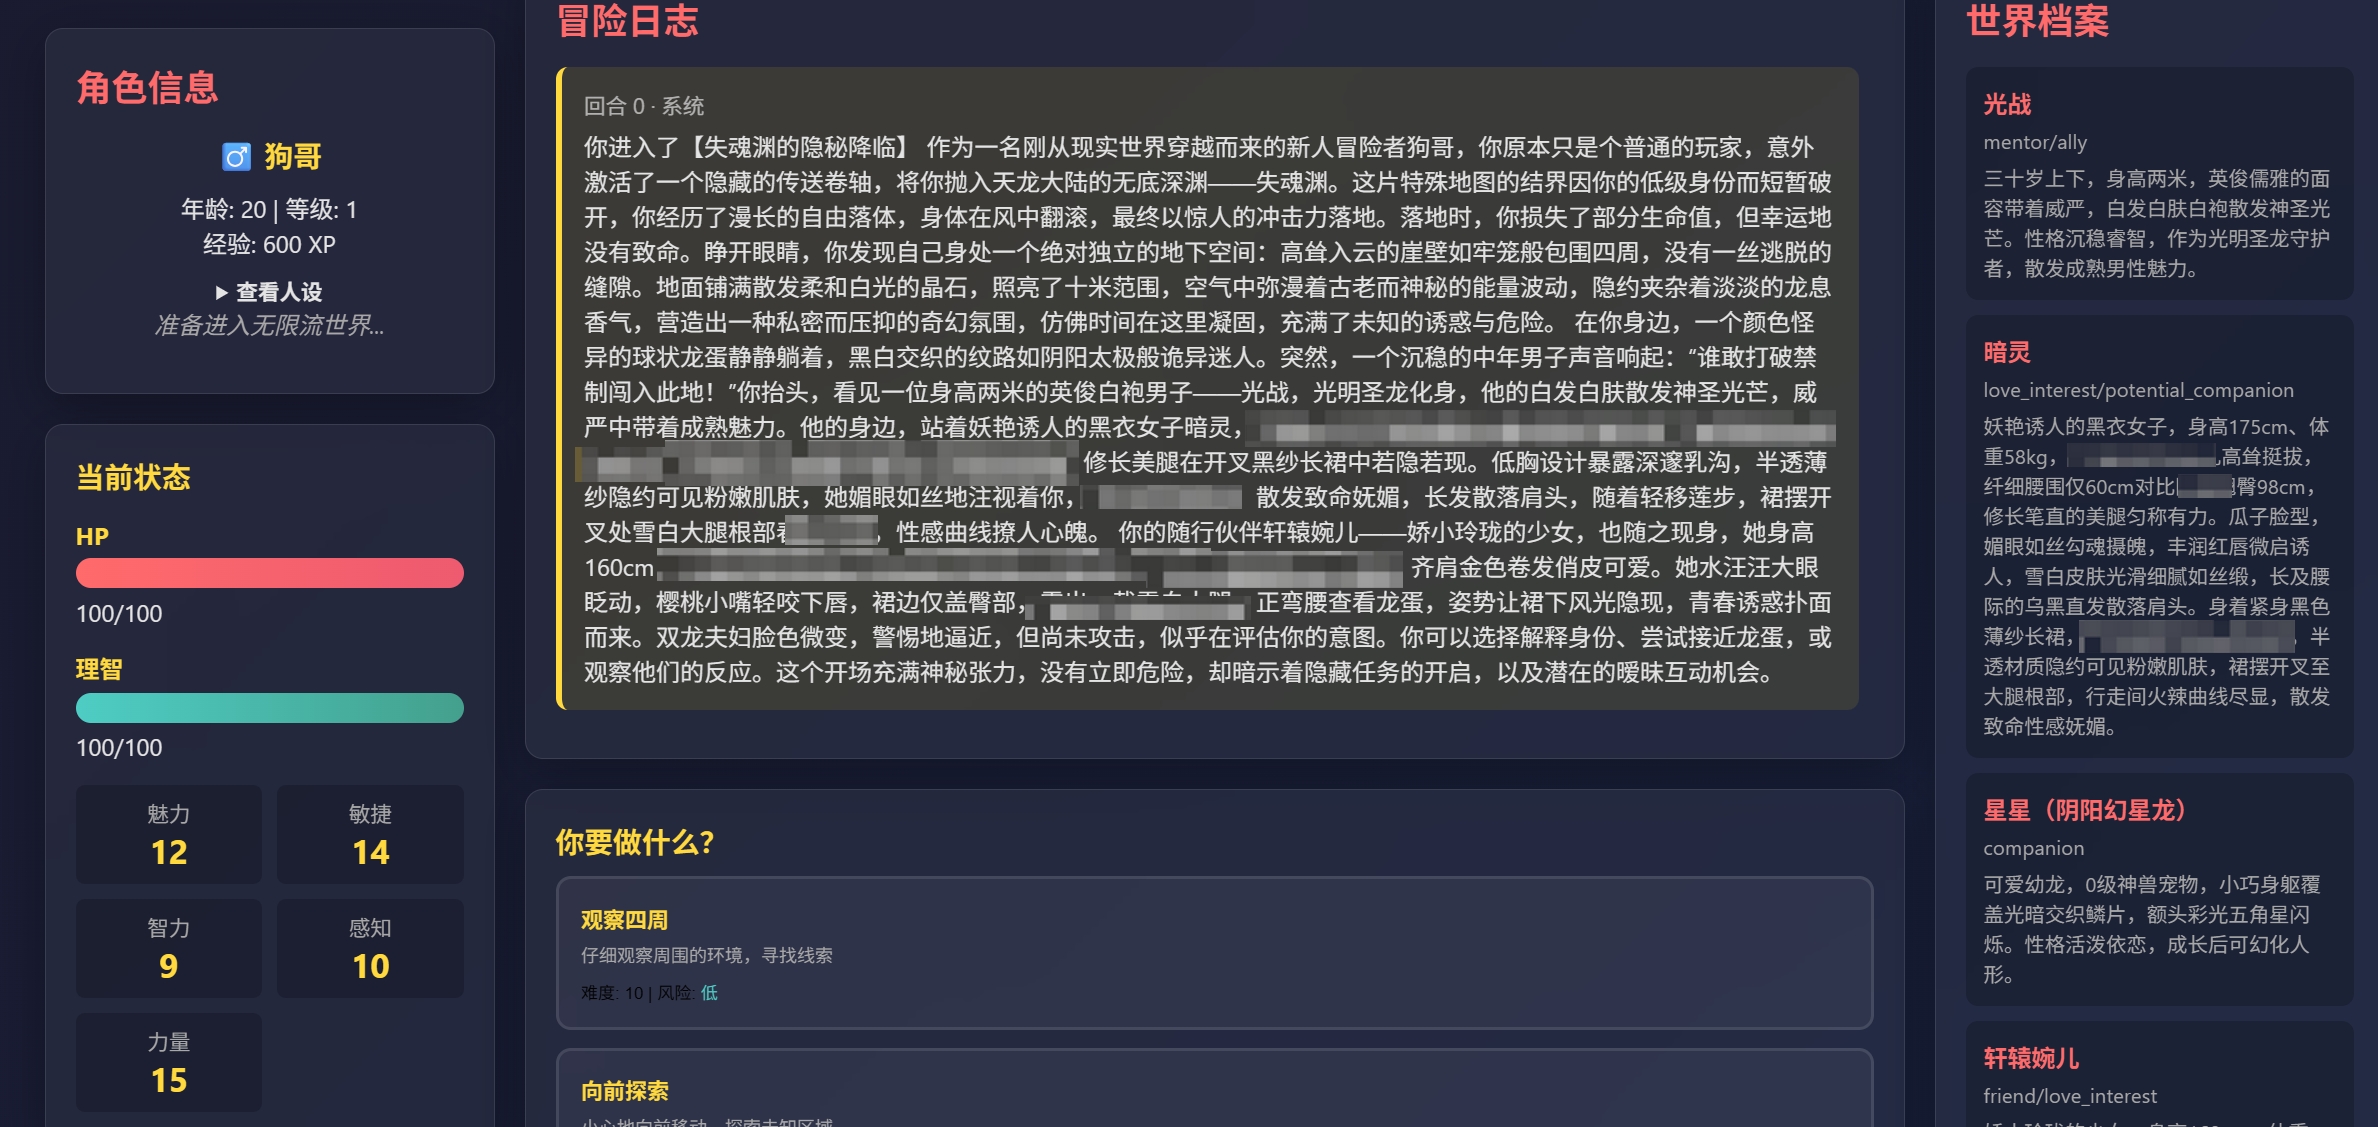 角色信息
狗哥
年龄: 20 | 等级: 1
经验: 600 XP
▶ 查看人设
准备进入无限流世界...
当前状态
HP
100/100
理智
100/100
魅力
12
敏捷
14
智力
9
感知
10
力量
15
冒险日志
回合 0 · 系统
你进入了【失魂渊的隐秘降临】 作为一名刚从现实世界穿越而来的新人冒险者狗哥，你原本只是个普通的玩家，意外
激活了一个隐藏的传送卷轴，将你抛入天龙大陆的无底深渊——失魂渊。这片特殊地图的结界因你的低级身份而短暂破
开，你经历了漫长的自由落体，身体在风中翻滚，最终以惊人的冲击力落地。落地时，你损失了部分生命值，但幸运地
没有致命。睁开眼睛，你发现自己身处一个绝对独立的地下空间：高耸入云的崖壁如牢笼般包围四周，没有一丝逃脱的
缝隙。地面铺满散发柔和白光的晶石，照亮了十米范围，空气中弥漫着古老而神秘的能量波动，隐约夹杂着淡淡的龙息
香气，营造出一种私密而压抑的奇幻氛围，仿佛时间在这里凝固，充满了未知的诱惑与危险。 在你身边，一个颜色怪
异的球状龙蛋静静躺着，黑白交织的纹路如阴阳太极般诡异迷人。突然，一个沉稳的中年男子声音响起：“谁敢打破禁
制闯入此地！”你抬头，看见一位身高两米的英俊白袍男子——光战，光明圣龙化身，他的白发白肤散发神圣光芒，威
严中带着成熟魅力。他的身边，站着妖艳诱人的黑衣女子暗灵，
修长美腿在开叉黑纱长裙中若隐若现。低胸设计暴露深邃乳沟，半透薄
纱隐约可见粉嫩肌肤，她媚眼如丝地注视着你， 散发致命妩媚，长发散落肩头，随着轻移莲步，裙摆开
叉处雪白大腿根部 ，性感曲线撩人心魄。 你的随行伙伴轩辕婉儿——娇小玲珑的少女，也随之现身，她身高
160cm 齐肩金色卷发俏皮可爱。她水汪汪大眼
眨动，樱桃小嘴轻咬下唇，裙边仅盖臀部， 正弯腰查看龙蛋，姿势让裙下风光隐现，青春诱惑扑面
而来。双龙夫妇脸色微变，警惕地逼近，但尚未攻击，似乎在评估你的意图。你可以选择解释身份、尝试接近龙蛋，或
观察他们的反应。这个开场充满神秘张力，没有立即危险，却暗示着隐藏任务的开启，以及潜在的暧昧互动机会。
你要做什么？
观察四周
仔细观察周围的环境，寻找线索
难度: 10 | 风险: 低
向前探索
世界档案
光战
mentor/ally
三十岁上下，身高两米，英俊儒雅的面
容带着威严，白发白肤白袍散发神圣光
芒。性格沉稳睿智，作为光明圣龙守护
者，散发成熟男性魅力。
暗灵
love_interest/potential_companion
妖艳诱人的黑衣女子，身高175cm、体
重58kg， 高耸挺拔，
纤细腰围仅60cm对比 臀98cm，
修长笔直的美腿匀称有力。瓜子脸型，
媚眼如丝勾魂摄魄，丰润红唇微启诱
人，雪白皮肤光滑细腻如丝缎，长及腰
际的乌黑直发散落肩头。身着紧身黑色
薄纱长裙， 半
透材质隐约可见粉嫩肌肤，裙摆开叉至
大腿根部，行走间火辣曲线尽显，散发
致命性感妩媚。
星星（阴阳幻星龙）
companion
可爱幼龙，0级神兽宠物，小巧身躯覆
盖光暗交织鳞片，额头彩光五角星闪
烁。性格活泼依恋，成长后可幻化人
形。
轩辕婉儿
friend/love_interest